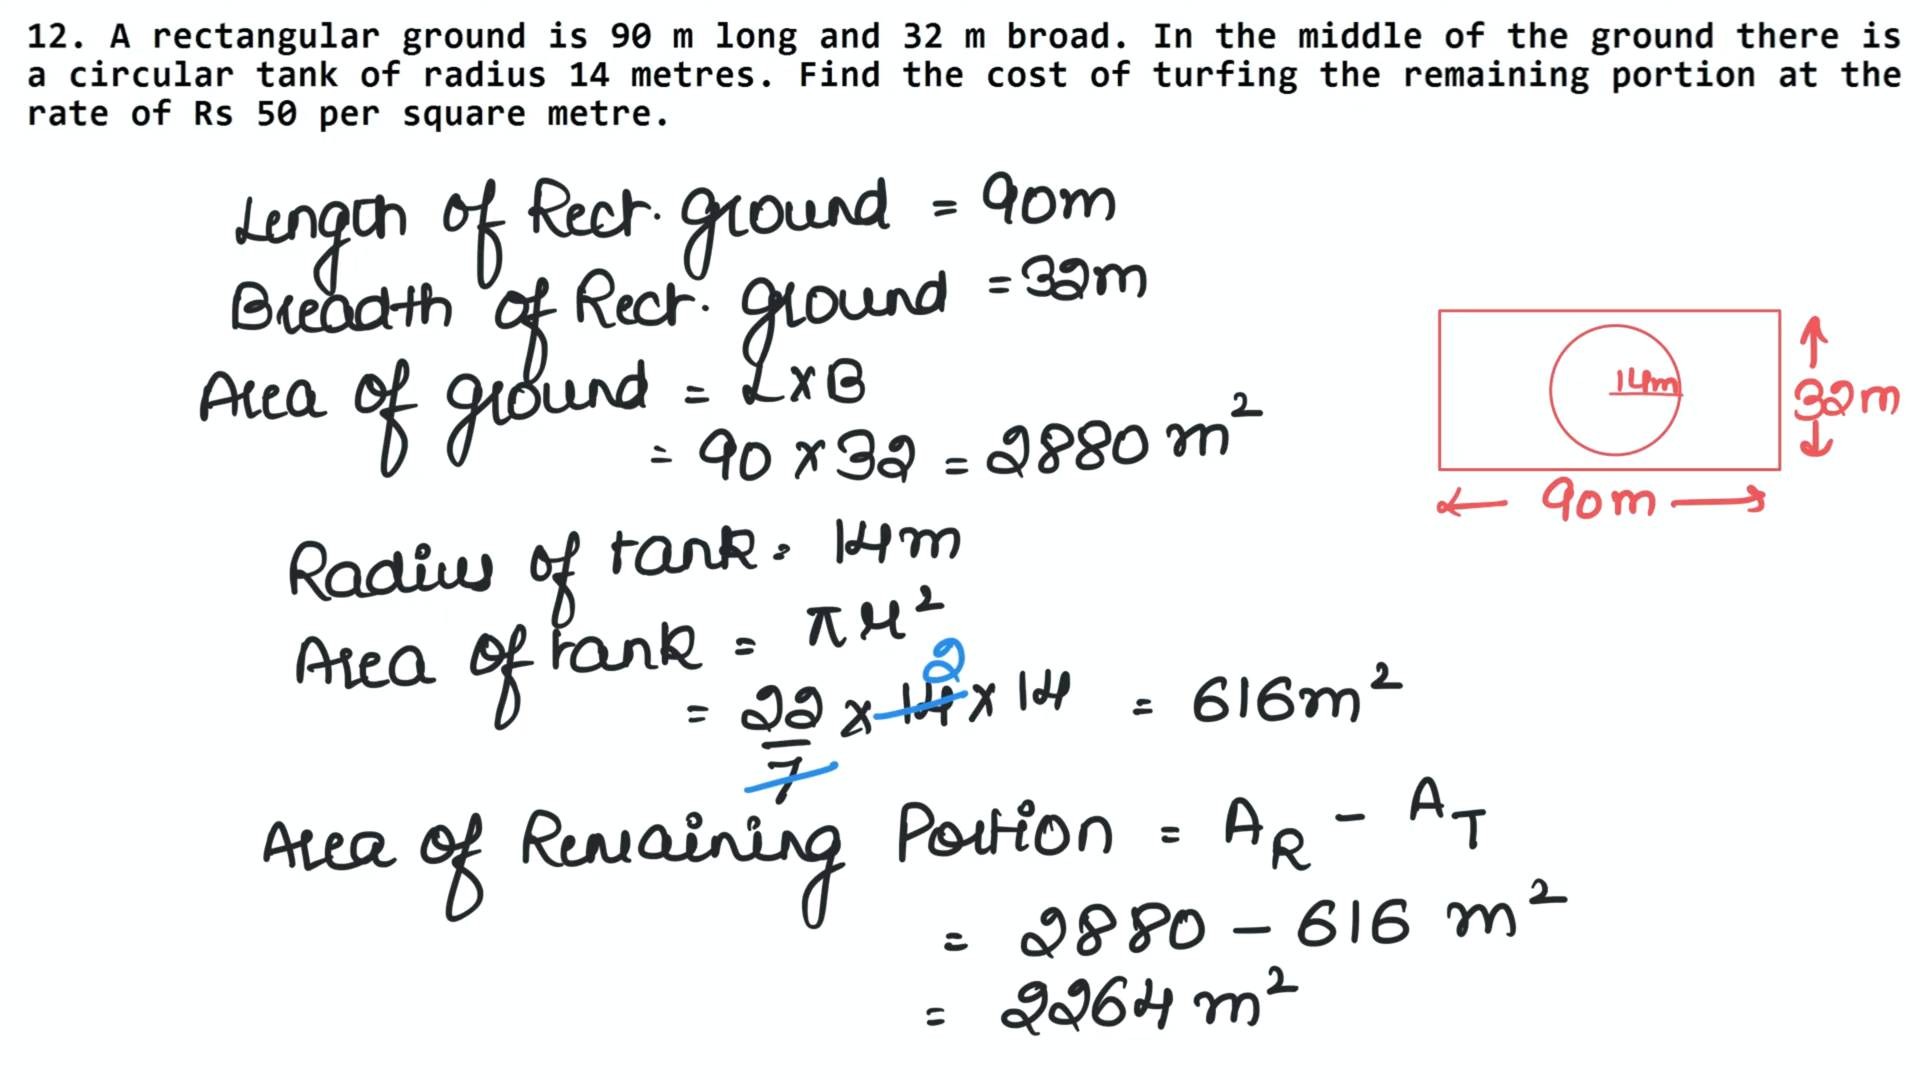 12. A rectangular ground is 90 m long and 32 m broad. In the middle of the ground there is
a circular tank of radius 14 metres. Find the cost of turfing the remaining portion at the
rate of Rs 50 per square metre.
Length of Rect. ground = 90m
Breadth of Rect. ground = 32m
Area of ground = L×B
= 90 × 32 = 2880 m²
14m
32m
90m
Radius of tank = 14m
Area of tank = πr²
2
= 22/7 × 14 × 14 = 616m²
Area of Remaining Portion = A_R - A_T
= 2880 - 616 m²
= 2264 m²